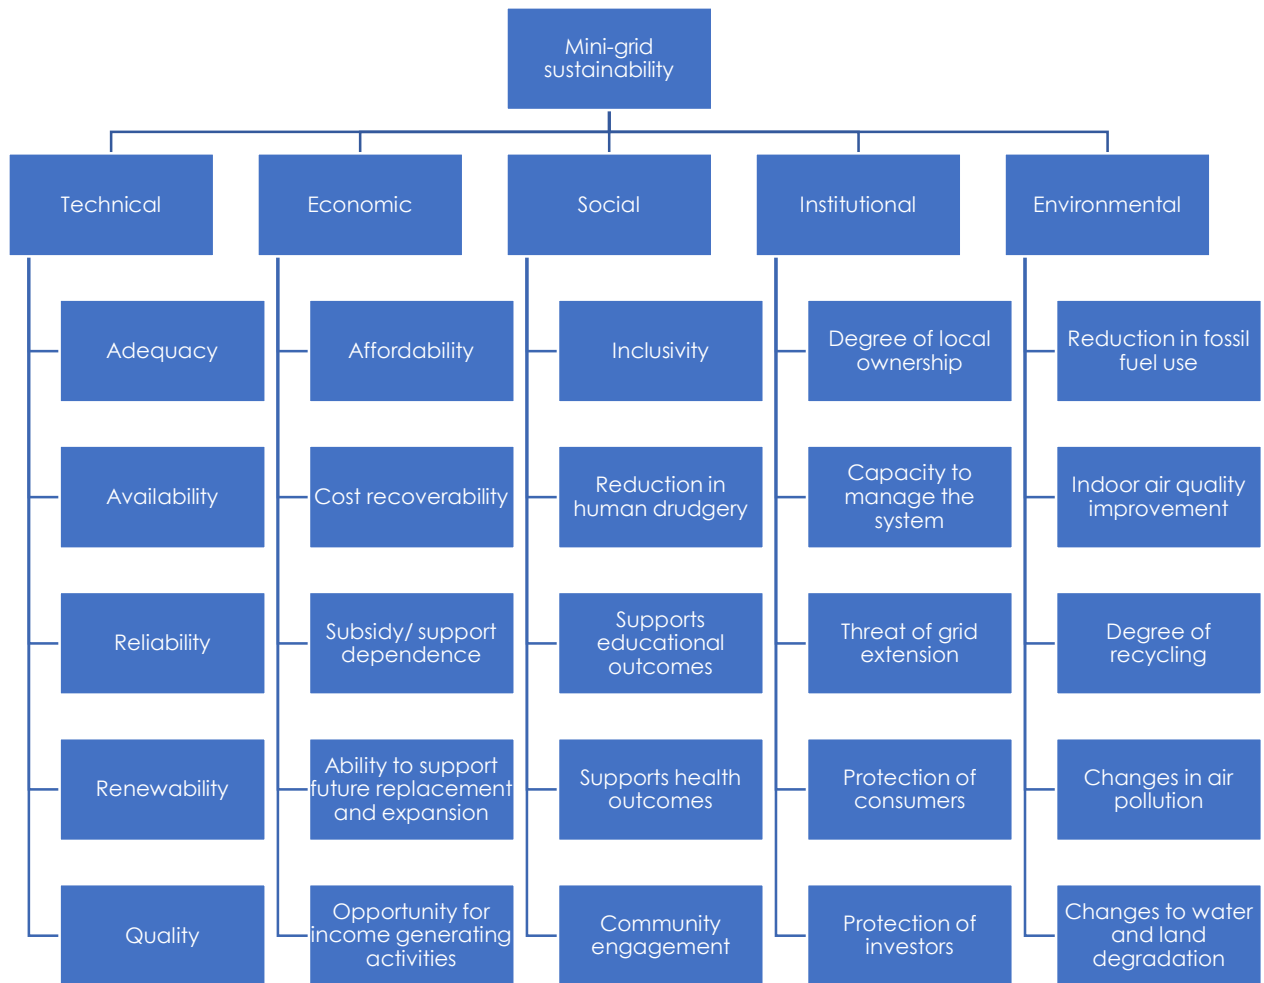 Mini-grid
sustainability
Technical
Economic
Social
Institutional
Environmental
Adequacy
Affordability
Inclusivity
Degree of local
ownership
Reduction in fossil
fuel use
Availability
Cost recoverability
Reduction in
human drudgery
Capacity to
manage the
system
Indoor air quality
improvement
Reliability
Subsidy/ support
dependence
Supports
educational
outcomes
Threat of grid
extension
Degree of
recycling
Renewability
Ability to support
future replacement
and expansion
Supports health
outcomes
Protection of
consumers
Changes in air
pollution
Quality
Opportunity for
income generating
activities
Community
engagement
Protection of
investors
Changes to water
and land
degradation